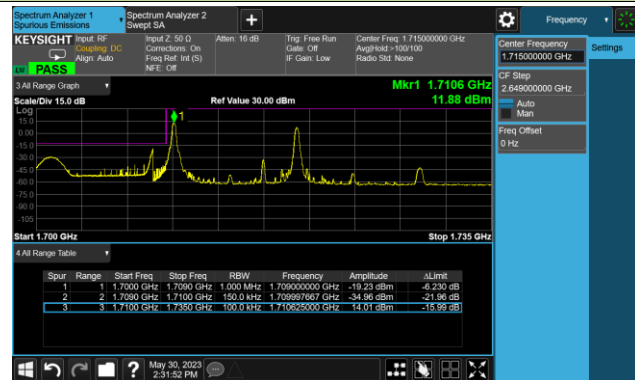 Spectrum Analyzer 1
Spurious Emissions
Spectrum Analyzer 2
Swept SA
+
Frequency
KEYSIGHT Input: RF
Coupling: DC
Align: Auto
Input Z: 50 Ω
Corrections: On
Freq Ref: Int (S)
NFE: Off
Atten: 16 dB
Trig: Free Run
Gate: Off
IF Gain: Low
Center Freq: 1.715000000 GHz
Avg|Hold:>100/100
Radio Std: None
PASS
3 All Range Graph
Mkr1 1.7106 GHz
11.88 dBm
Scale/Div 15.0 dB
Ref Value 30.00 dBm
Log
15.0
0.00
-15.0
-30.0
-45.0
-60.0
-75.0
-90.0
-105
1
Start 1.700 GHz
Stop 1.735 GHz
4 All Range Table
Spur Range Start Freq Stop Freq RBW Frequency Amplitude ΔLimit
1 1 1.7000 GHz 1.7090 GHz 1.000 MHz 1.709000000 GHz -19.23 dBm -6.230 dB
2 2 1.7090 GHz 1.7100 GHz 150.0 kHz 1.709997667 GHz -34.96 dBm -21.96 dB
3 3 1.7100 GHz 1.7350 GHz 100.0 kHz 1.710625000 GHz 14.01 dBm -15.99 dB
Center Frequency
1.715000000 GHz
Settings
CF Step
2.649000000 GHz
Auto
Man
Freq Offset
0 Hz
?
May 30, 2023
2:31:52 PM